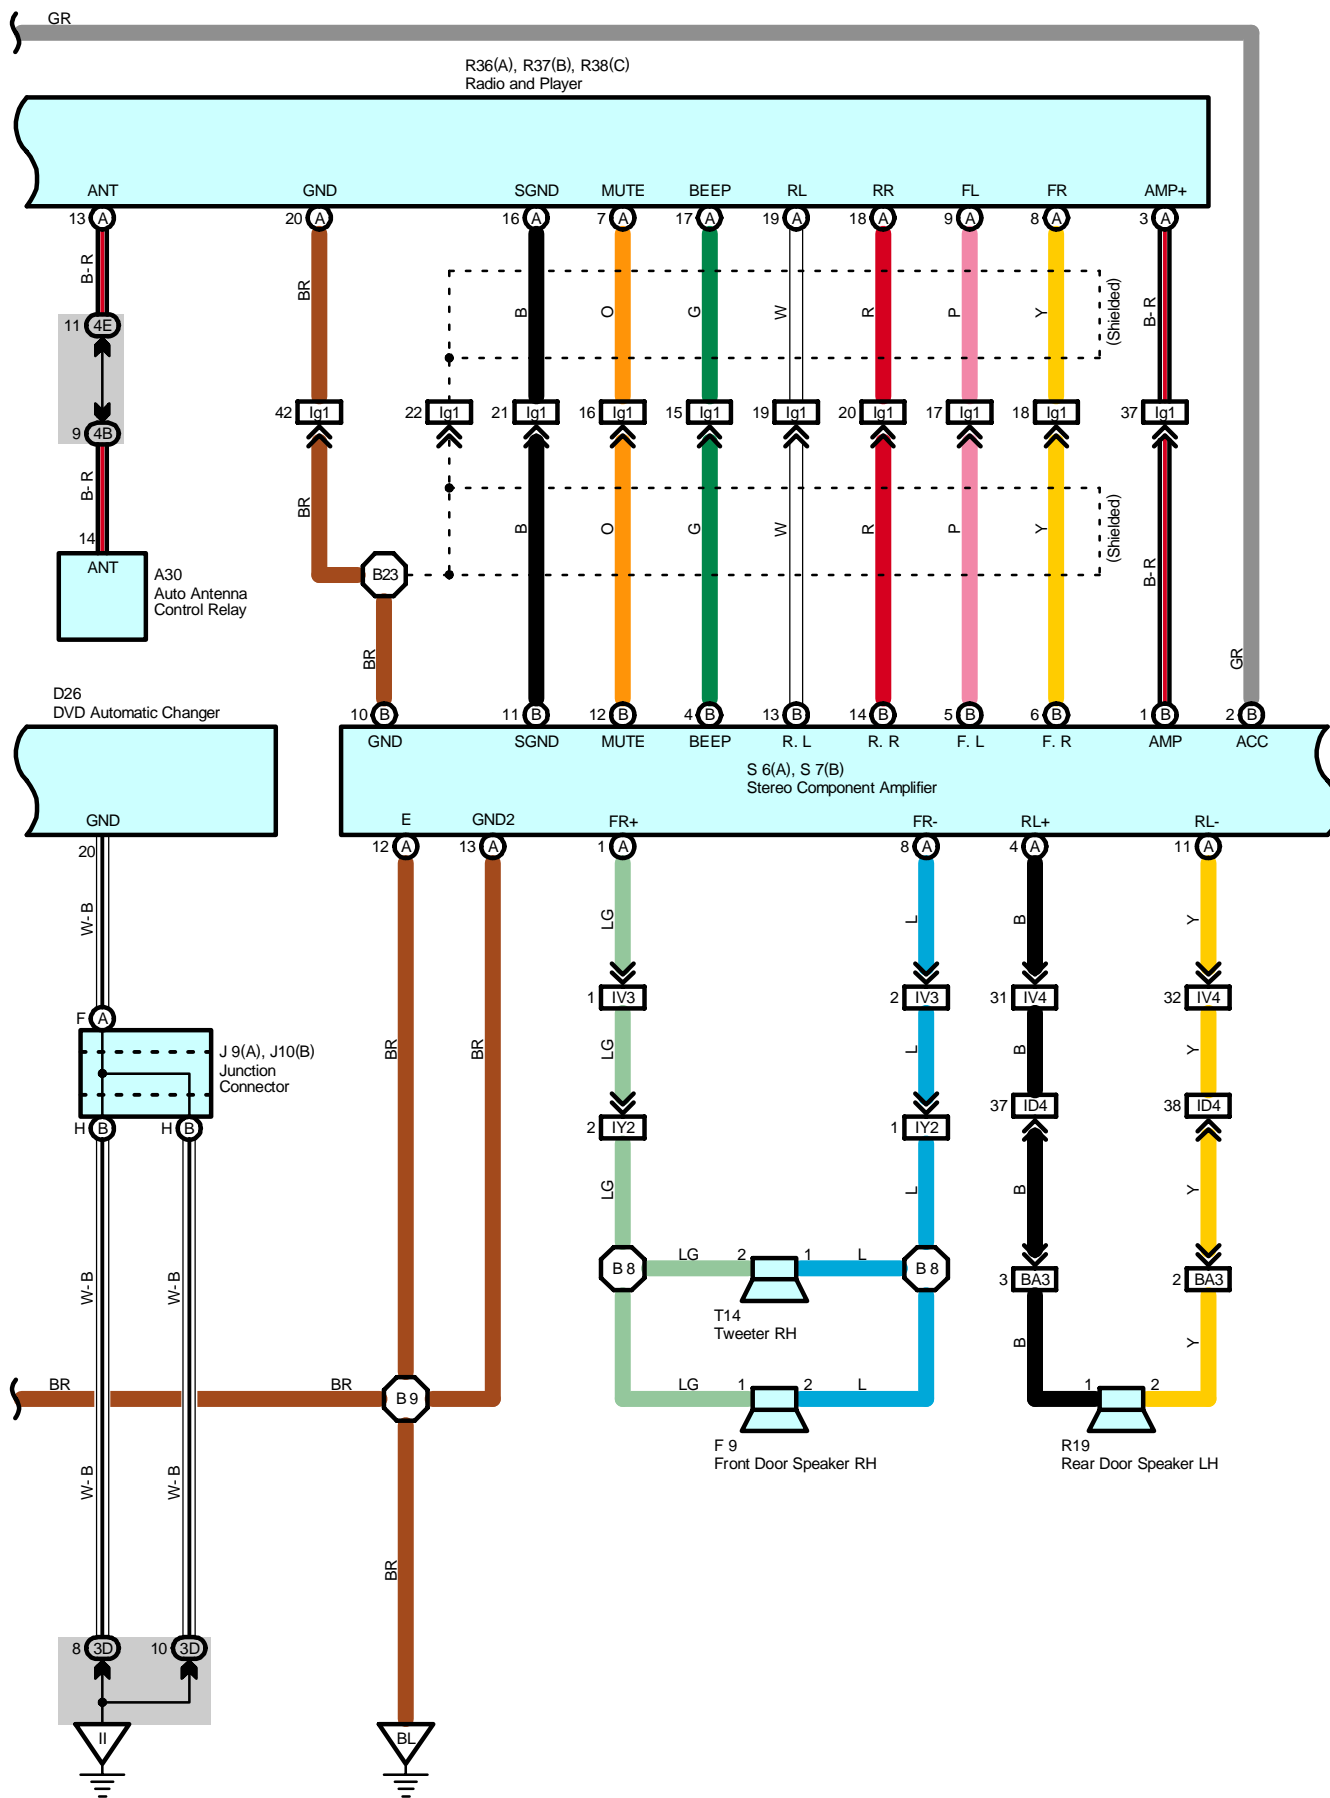 GR
R36(A), R37(B), R38(C)
Radio and Player
ANT GND SGND MUTE BEEP RL RR FL FR AMP+
13 A 20 A 16 A 7 A 17 A 19 A 18 A 9 A 8 A 3 A
B-R BR B O G W R P Y (Shielded) B-R
11 4E
42 Ig1 22 Ig1 21 Ig1 16 Ig1 15 Ig1 19 Ig1 20 Ig1 17 Ig1 18 Ig1 37 Ig1
9 4B
B-R BR B O G W R P Y (Shielded) B-R
14
ANT
A30
Auto Antenna
Control Relay
B23
BR GR
D26
DVD Automatic Changer
10 B 11 B 12 B 4 B 13 B 14 B 5 B 6 B 1 B 2 B
GND SGND MUTE BEEP R. L R. R F. L F. R AMP ACC
S 6(A), S 7(B)
Stereo Component Amplifier
GND E GND2 FR+ FR- RL+ RL-
20 12 A 13 A 1 A 8 A 4 A 11 A
W-B LG L B Y
1 IV3 2 IV3 31 IV4 32 IV4
F A
J 9(A), J10(B)
Junction
Connector
BR BR LG L B Y
H B H B
2 IY2 1 IY2 37 ID4 38 ID4
LG L B Y
B 8 LG 2 1 L B 8
3 BA3 2 BA3
W-B W-B
T14
Tweeter RH
B Y
BR BR B 9
LG 1 2 L
1 2
F 9
Front Door Speaker RH
R19
Rear Door Speaker LH
W-B W-B
BR
8 3D 10 3D
II BL